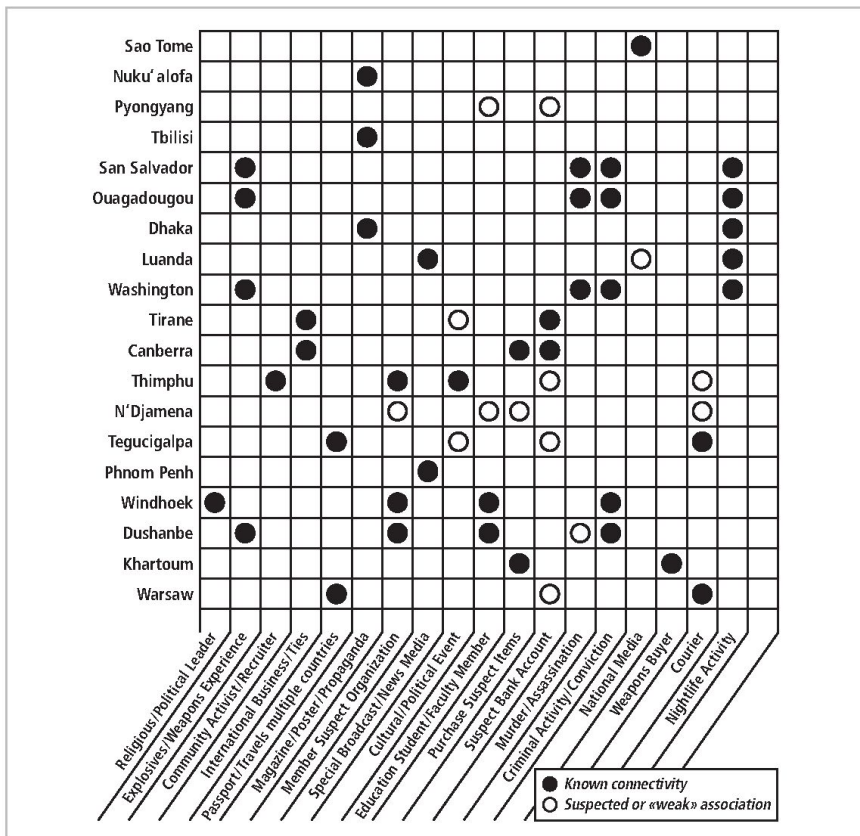 Sao Tome
Nuku‘ alofa
Pyongyang
Tbilisi
San Salvador
Ouagadougou
Dhaka
Luanda
Washington
Tirane
Canberra
Thimphu
N‘Djamena
Tegucigalpa
Phnom Penh
Windhoek
Dushanbe
Khartoum
Warsaw
Religious/Political Leader
Explosives/Weapons Experience
Community Activist/Recruiter
International Business/Ties
Passport/Travels multiple countries
Magazine/Poster/Propaganda
Member Suspect Organization
Special Broadcast/News Media
Cultural/Political Event
Education Student/Faculty Member
Purchase Suspect Items
Suspect Bank Account
Murder/Assassination
Criminal Activity/Conviction
National Media
Weapons Buyer
Courier
Nightlife Activity
Known connectivity
Suspected or «weak» association